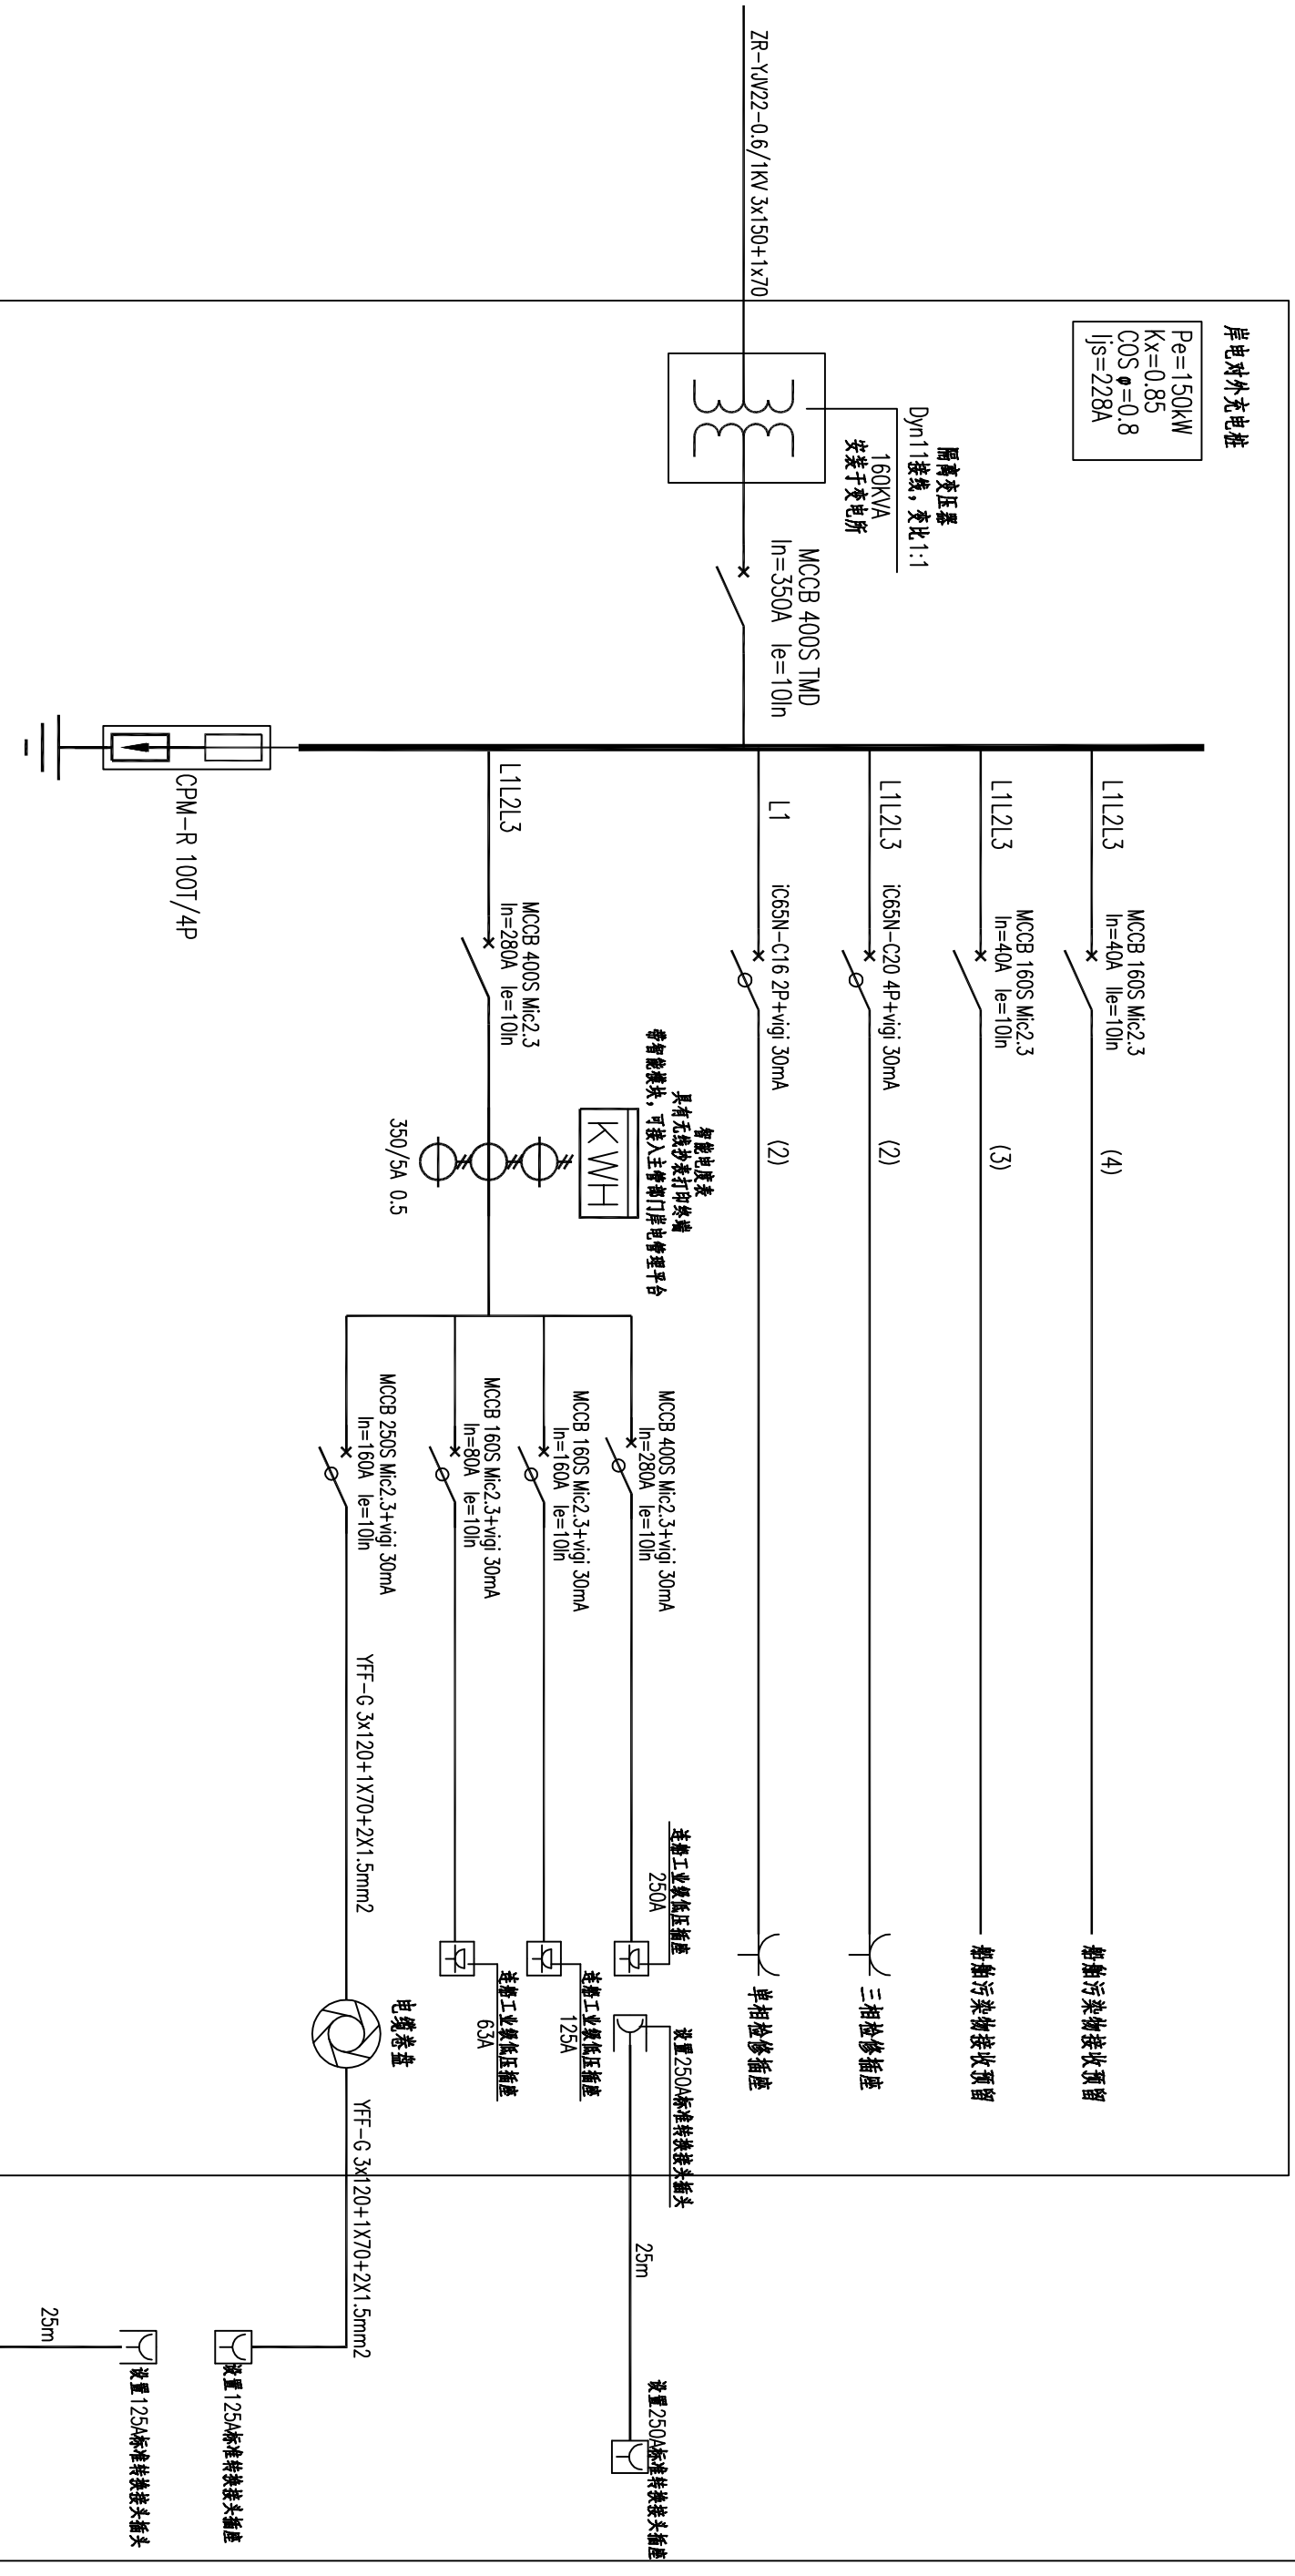 岸电对外充电桩
Pe=150kW
Kx=0.85
COS φ=0.8
Ijs=228A
ZR-YJV22-0.6/1KV 3x150+1x70
隔离变压器
Dyn11接线，变比1:1
160KVA
安装于变电所
MCCB 400S TMD
In=350A Ie=10In
CPM-R 100T/4P
L1L2L3
MCCB 160S Mic2.3
In=40A IIe=10In
(4)
船舶污染物接收预留
L1L2L3
MCCB 160S Mic2.3
In=40A Ie=10In
(3)
船舶污染物接收预留
L1L2L3
iC65N-C20 4P+vigi 30mA
(2)
三相检修插座
L1
iC65N-C16 2P+vigi 30mA
(2)
单相检修插座
L1L2L3
MCCB 400S Mic2.3
In=280A Ie=10In
智能电度表
具有无线抄表打印终端
带智能模块，可接入主管部门岸电管理平台
KWH
350/5A 0.5
MCCB 400S Mic2.3+vigi 30mA
In=280A Ie=10In
连船工业级低压插座
250A
设置250A标准转换接头插头
25m
设置250A标准转换接头插座
MCCB 160S Mic2.3+vigi 30mA
In=160A Ie=10In
连船工业级低压插座
125A
MCCB 160S Mic2.3+vigi 30mA
In=80A Ie=10In
连船工业级低压插座
63A
MCCB 250S Mic2.3+vigi 30mA
In=160A Ie=10In
YFF-G 3x120+1X70+2X1.5mm2
电缆卷盘
YFF-G 3x120+1X70+2X1.5mm2
设置125A标准转换接头插座
设置125A标准转换接头插头
25m